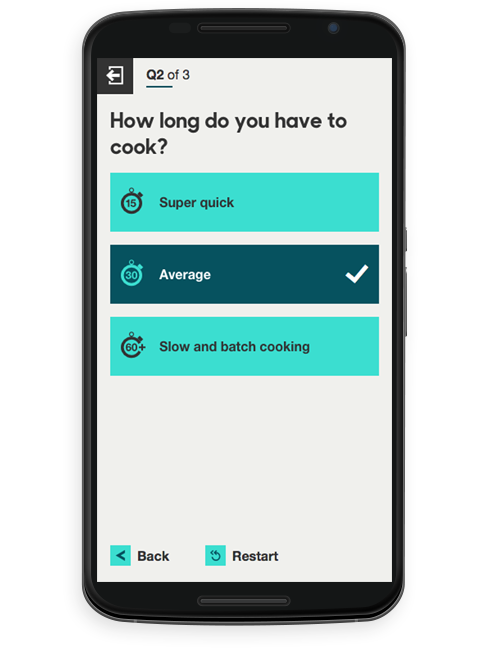 Q2 of 3
How long do you have to
cook?
15 Super quick
30 Average
60+ Slow and batch cooking
Back Restart